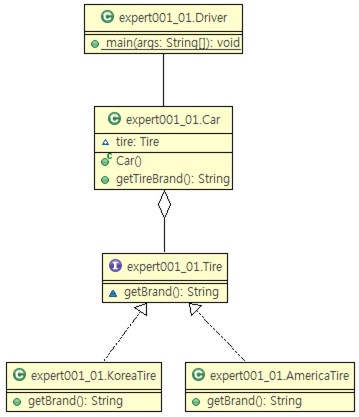 C expert001_01.Driver
main(args: String[]): void
C expert001_01.Car
tire: Tire
C Car()
getTireBrand(): String
I expert001_01.Tire
getBrand(): String
C expert001_01.KoreaTire
getBrand(): String
C expert001_01.AmericaTire
getBrand(): String